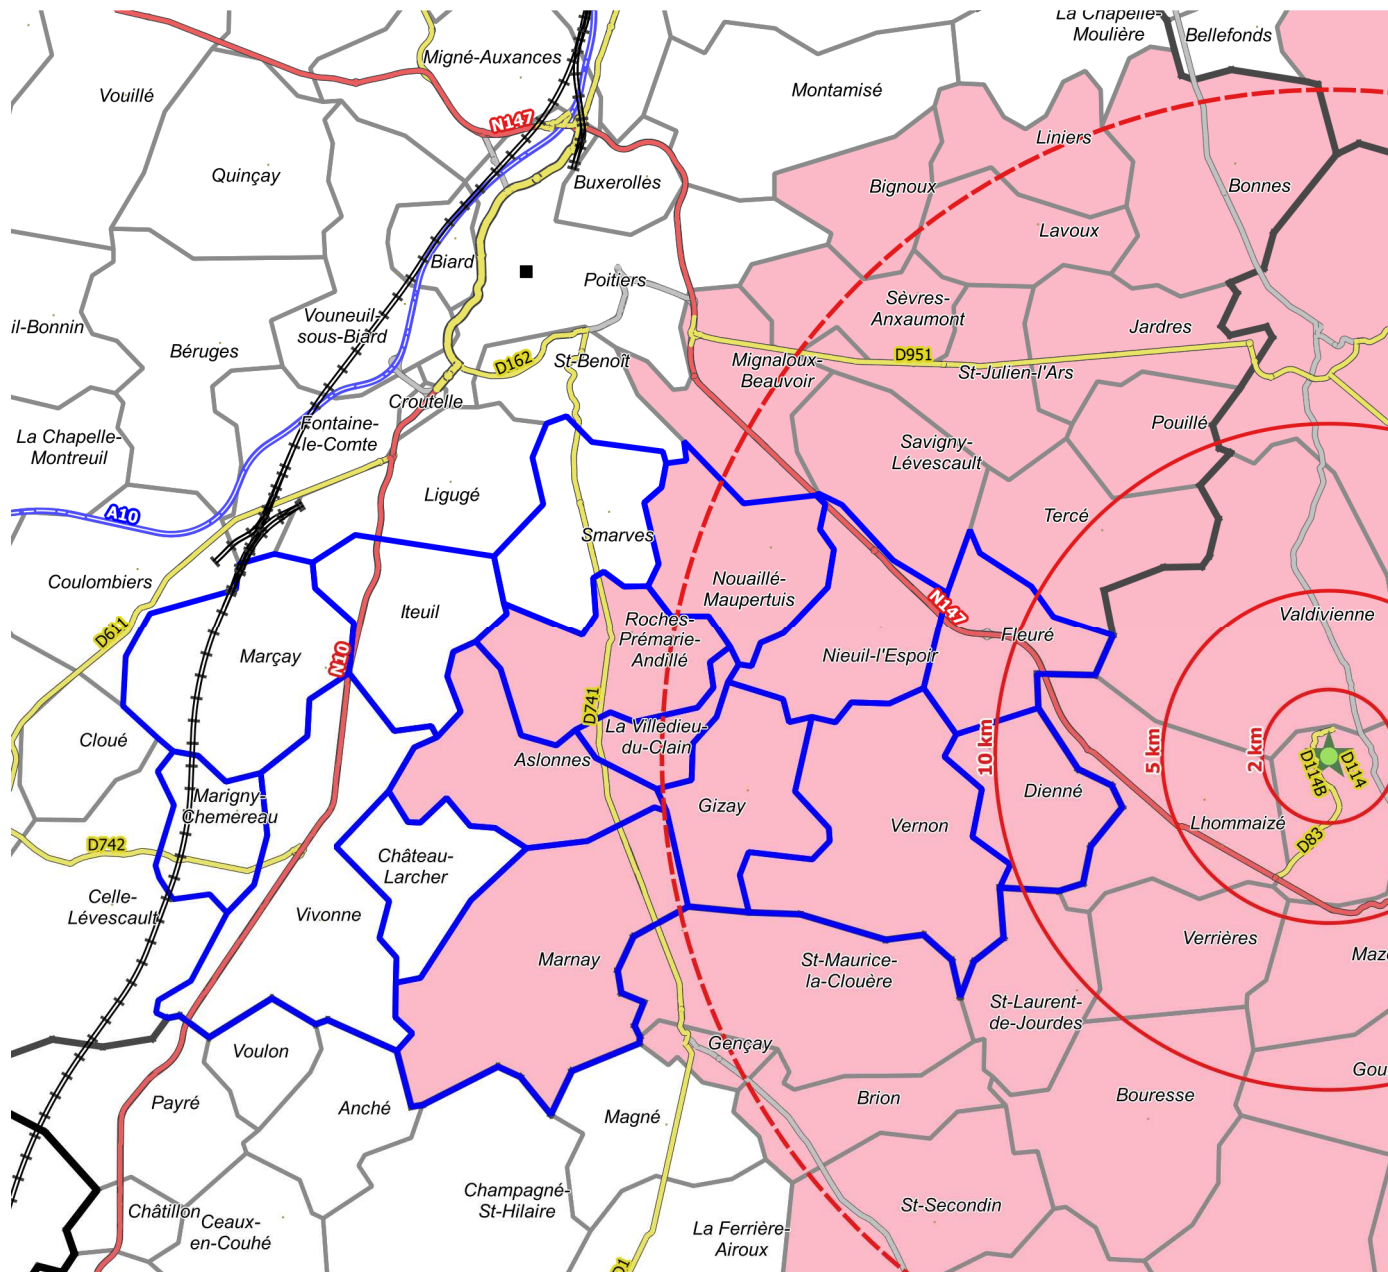 La Chapelle-
Moulière
Bellefonds
Migné-Auxances
Vouillé
Montamisé
N147
Liniers
Quinçay
Buxerolles
Bignoux
Bonnes
Lavoux
Biard
Poitiers
Sèvres-
Anxaumont
Vouneuil-
sous-Biard
il-Bonnin
Jardres
Béruges
D162
St-Benoît
Mignaloux-
Beauvoir
D951
St-Julien-l'Ars
Croutelle
Fontaine-
le-Comte
La Chapelle-
Montreuil
Pouillé
Savigny-
Lévescault
Ligugé
A10
Tercé
Smarves
Coulombiers
Nouaillé-
Maupertuis
Iteuil
N147
Valdivienne
D611
Roches-
Prémarie-
Andillé
Fleuré
Marçay
N10
Nieuil-l'Espoir
D741
La Villedieu-
du-Clain
Cloué
Aslonnes
10 km
5 km
2 km
D114B
D114
Marigny-
Chemereau
Gizay
Dienné
Vernon
Lhommaizé
D83
D742
Château-
Larcher
Celle-
Lévescault
Vivonne
Verrières
Marnay
St-Maurice-
la-Clouère
Mazé
St-Laurent-
de-Jourdes
Voulon
Gençay
Gou
Payré
Anché
Magné
Brion
Bouresse
Châtillon
Ceaux-
en-Couhé
Champagné-
St-Hilaire
St-Secondin
La Ferrière-
Airoux
D1